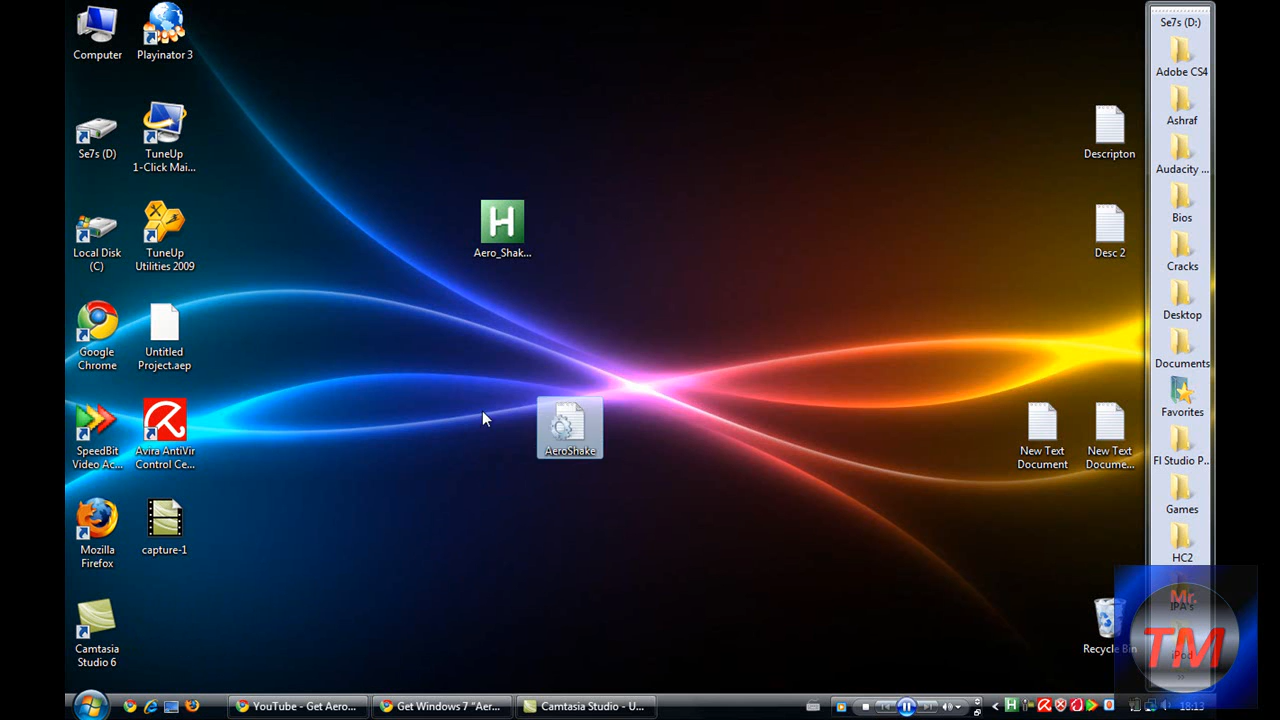 Computer
Playinator 3
Se7s (D)
TuneUp
1-Click Mai...
Local Disk
(C)
TuneUp
Utilities 2009
Google
Chrome
Untitled
Project.aep
SpeedBit
Video Ac...
Avira AntiVir
Control Ce...
Mozilla
Firefox
capture-1
Camtasia
Studio 6
H
Aero_Shak...
AeroShake
Descripton
Desc 2
New Text
Document
New Text
Docume...
Recycle Bin
Se7s (D:)
Adobe CS4
Ashraf
Audacity ...
Bios
Cracks
Desktop
Documents
Favorites
Fl Studio P...
Games
HC2
IPA's
iPod
Mr.
TM
YouTube - Get Aero...
Get Windows 7 "Aer...
Camtasia Studio - U...
H
18:13